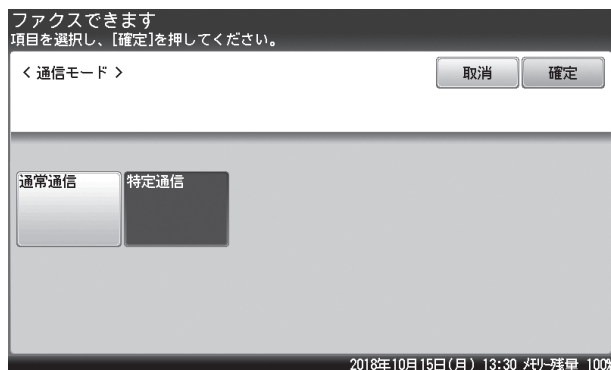 ファクスできます
項目を選択し、[確定]を押してください。
< 通信モード >
取消
確定
通常通信
特定通信
2018年10月15日(月) 13:30 ﾒﾓﾘｰ残量 100%